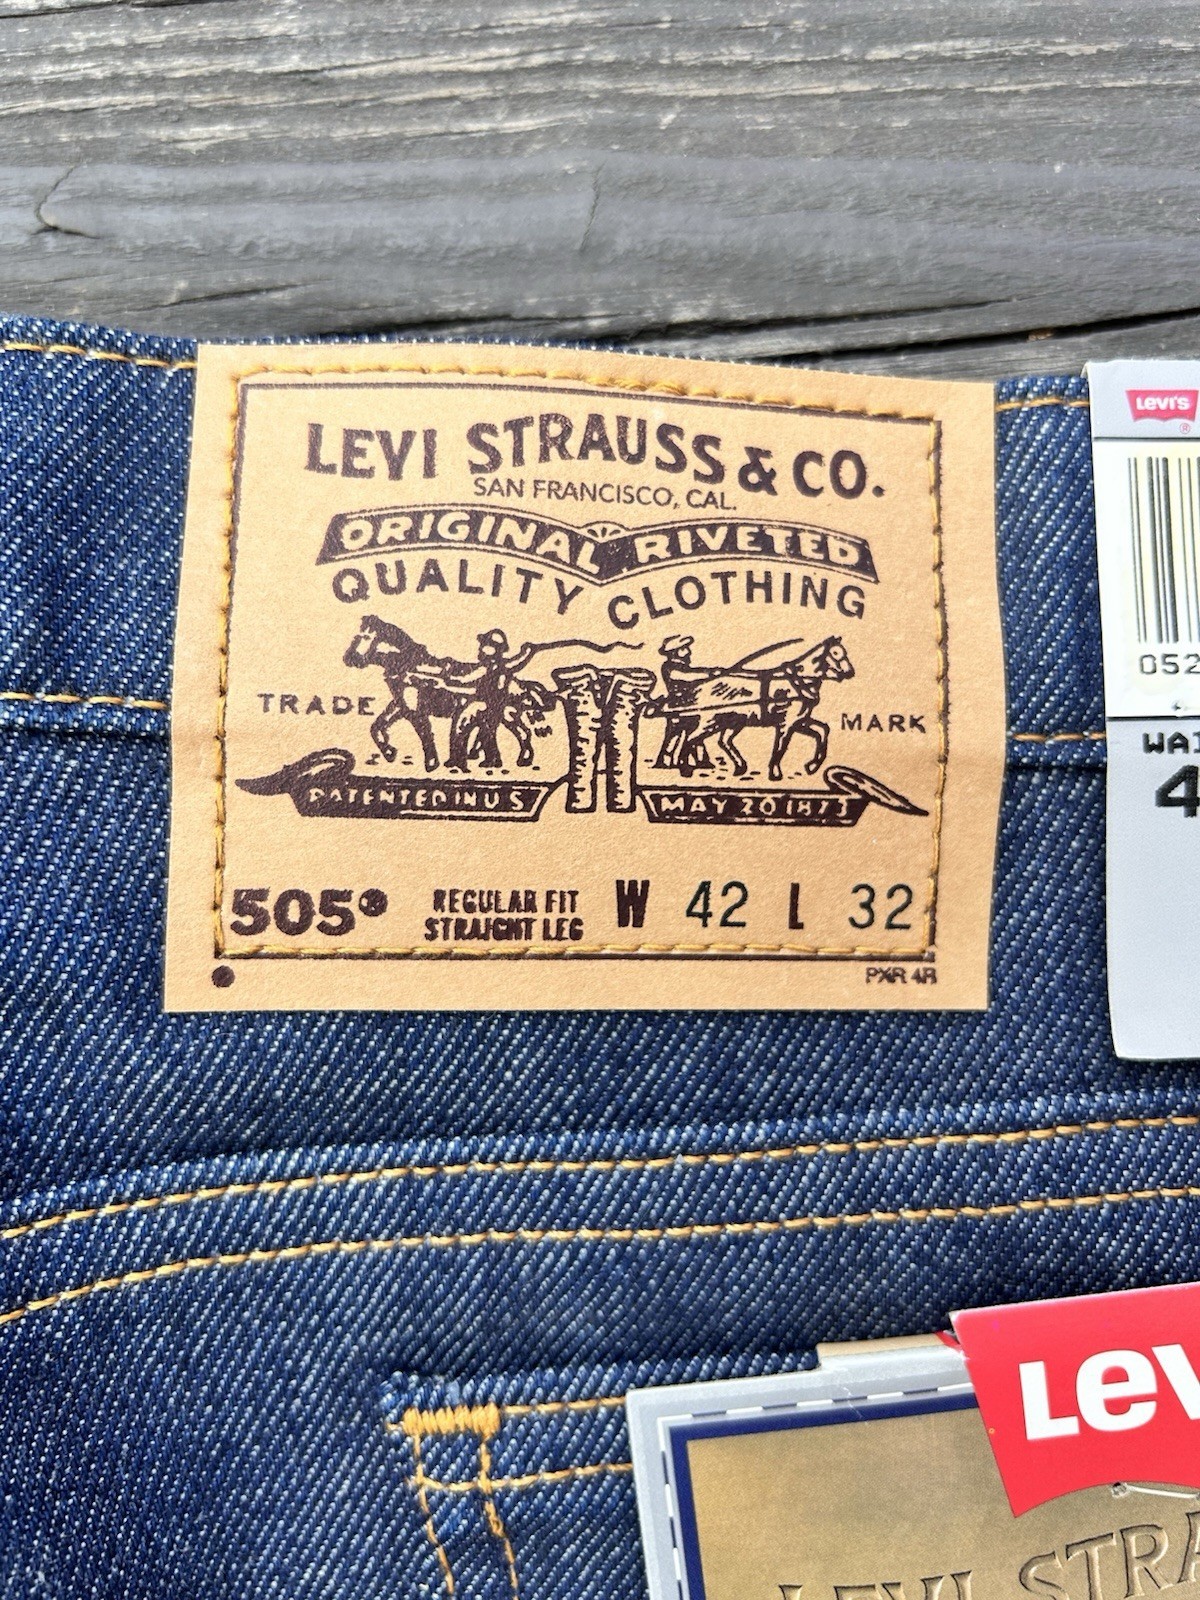 LEVI STRAUSS & CO.
SAN FRANCISCO, CAL.
ORIGINAL RIVETED
QUALITY CLOTHING
TRADE MARK
PATENTED IN U S MAY 20 1873
505® REGULAR FIT STRAIGHT LEG W 42 L 32
PXR 4R
LEVI'S
®
052
WAI
4
Lev
LEVI STRA